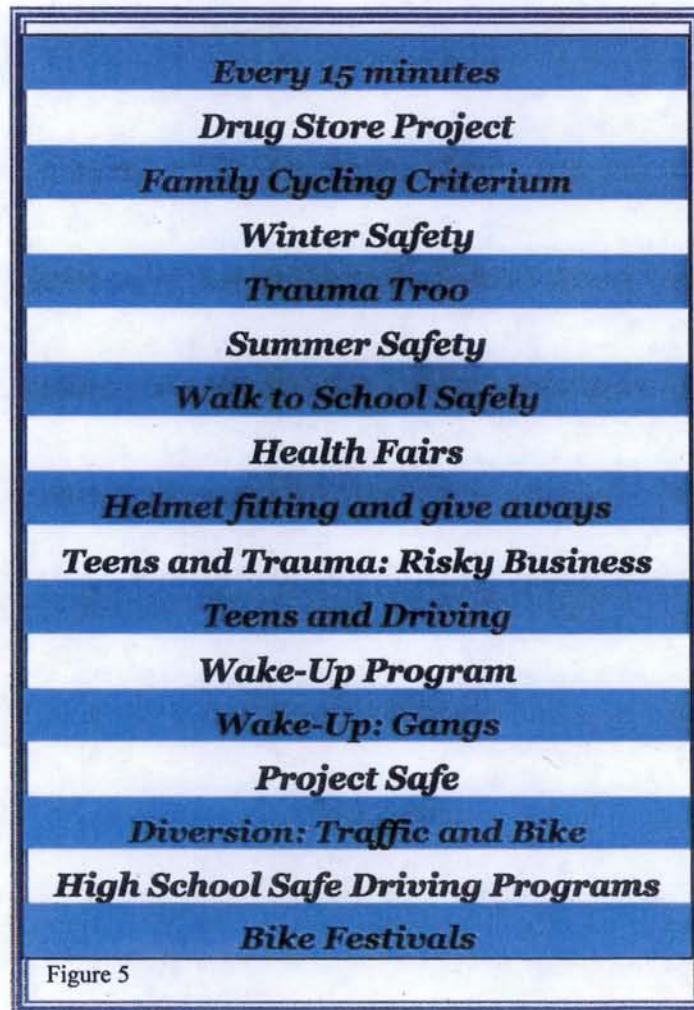 Every 15 minutes
Drug Store Project
Family Cycling Criterium
Winter Safety
Trauma Troo
Summer Safety
Walk to School Safely
Health Fairs
Helmet fitting and give aways
Teens and Trauma: Risky Business
Teens and Driving
Wake-Up Program
Wake-Up: Gangs
Project Safe
Diversion: Traffic and Bike
High School Safe Driving Programs
Bike Festivals
Figure 5